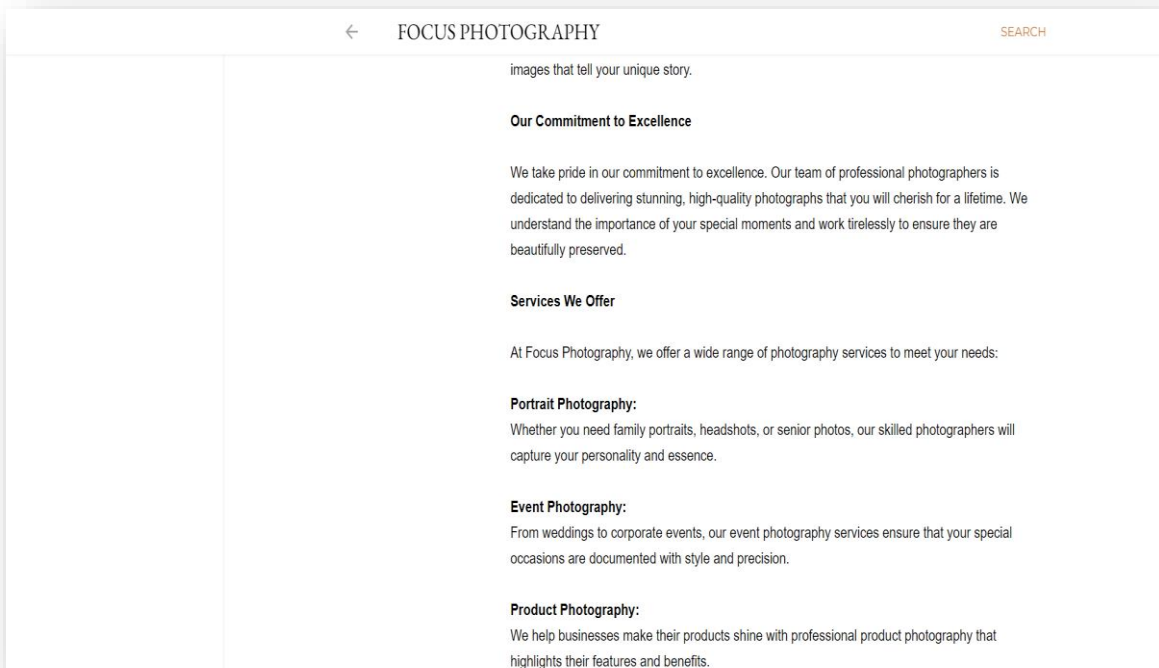 FOCUS PHOTOGRAPHY
SEARCH
images that tell your unique story.
Our Commitment to Excellence
We take pride in our commitment to excellence. Our team of professional photographers is
dedicated to delivering stunning, high-quality photographs that you will cherish for a lifetime. We
understand the importance of your special moments and work tirelessly to ensure they are
beautifully preserved.
Services We Offer
At Focus Photography, we offer a wide range of photography services to meet your needs:
Portrait Photography:
Whether you need family portraits, headshots, or senior photos, our skilled photographers will
capture your personality and essence.
Event Photography:
From weddings to corporate events, our event photography services ensure that your special
occasions are documented with style and precision.
Product Photography:
We help businesses make their products shine with professional product photography that
highlights their features and benefits.